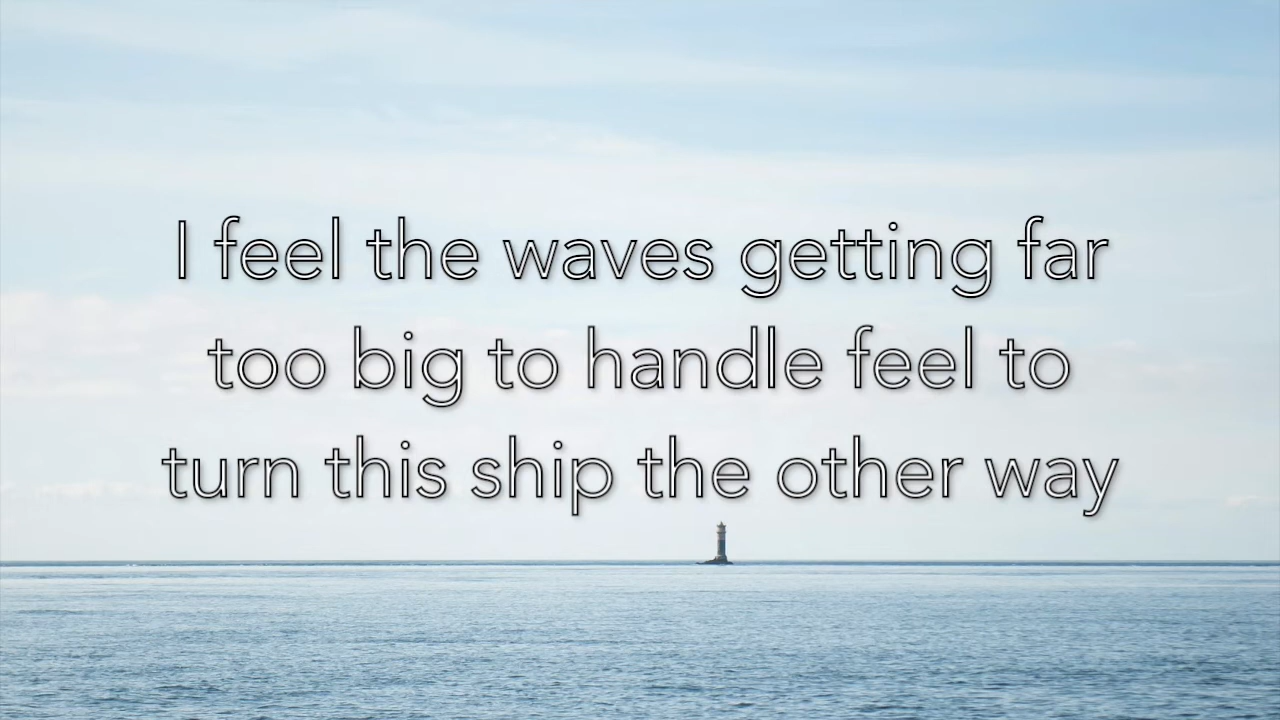 I feel the waves getting far
too big to handle feel to
turn this ship the other way